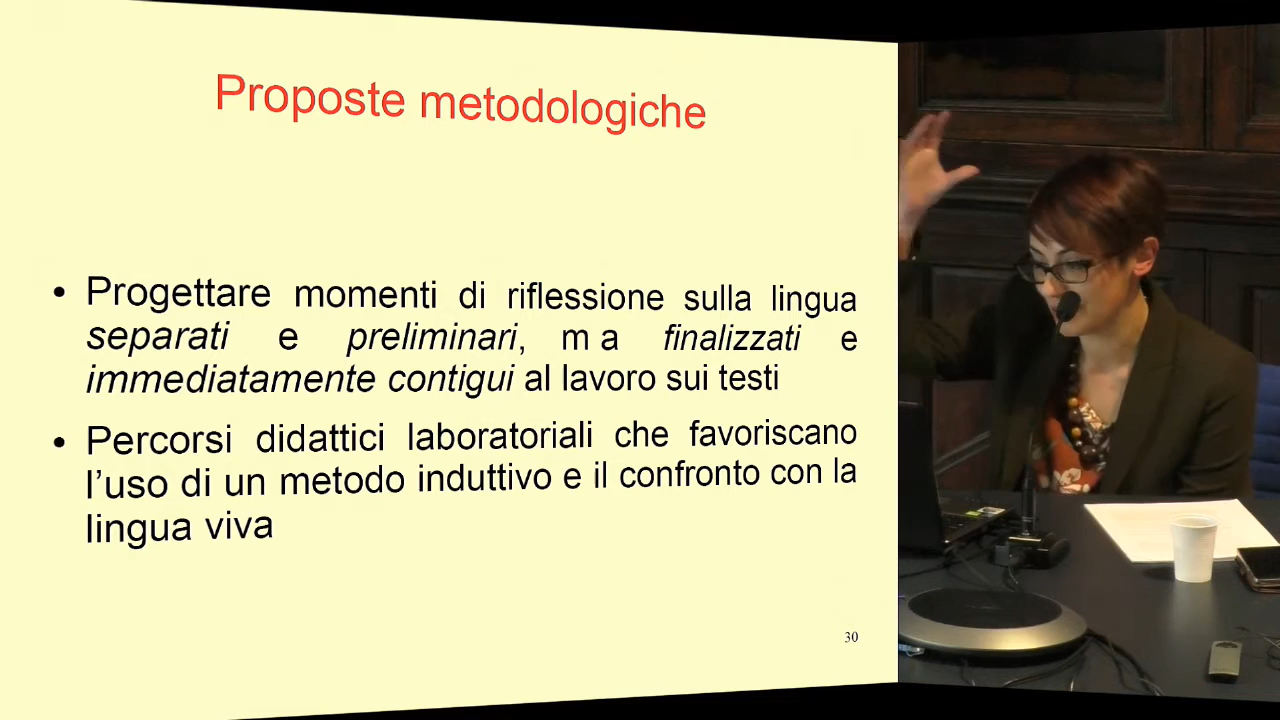 Proposte metodologiche
• Progettare momenti di riflessione sulla lingua
separati e preliminari, m a finalizzati e
immediatamente contigui al lavoro sui testi
• Percorsi didattici laboratoriali che favoriscano
l’uso di un metodo induttivo e il confronto con la
lingua viva
30